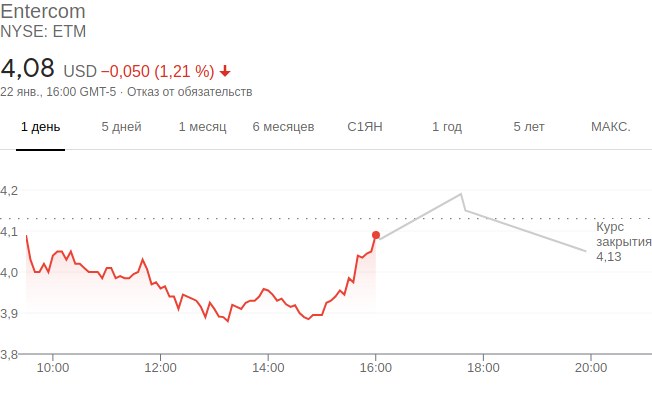 Entercom
NYSE: ETM
4,08 USD −0,050 (1,21 %)
22 янв., 16:00 GMT-5 · Отказ от обязательств
1 день 5 дней 1 месяц 6 месяцев С1ЯН 1 год 5 лет МАКС.
4,2
4,1
4,0
3,9
3,8
Курс
закрытия
4,13
10:00 12:00 14:00 16:00 18:00 20:00